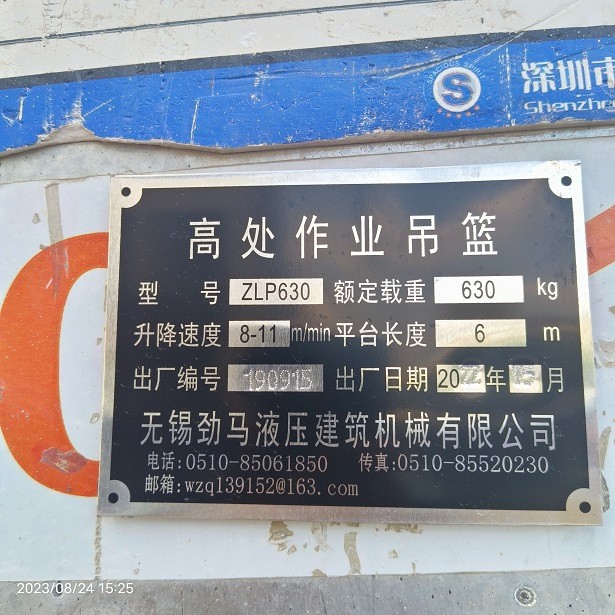 深圳市
Shenzhe
高处作业吊篮
型 号 ZLP630 额定载重 630 kg
升降速度 8-11 m/min 平台长度 6 m
出厂编号 190915 出厂日期 20 年 月
无锡劲马液压建筑机械有限公司
电话:0510-85061850 传真:0510-85520230
邮箱:wzq139152@163.com
2023/08/24 15:25